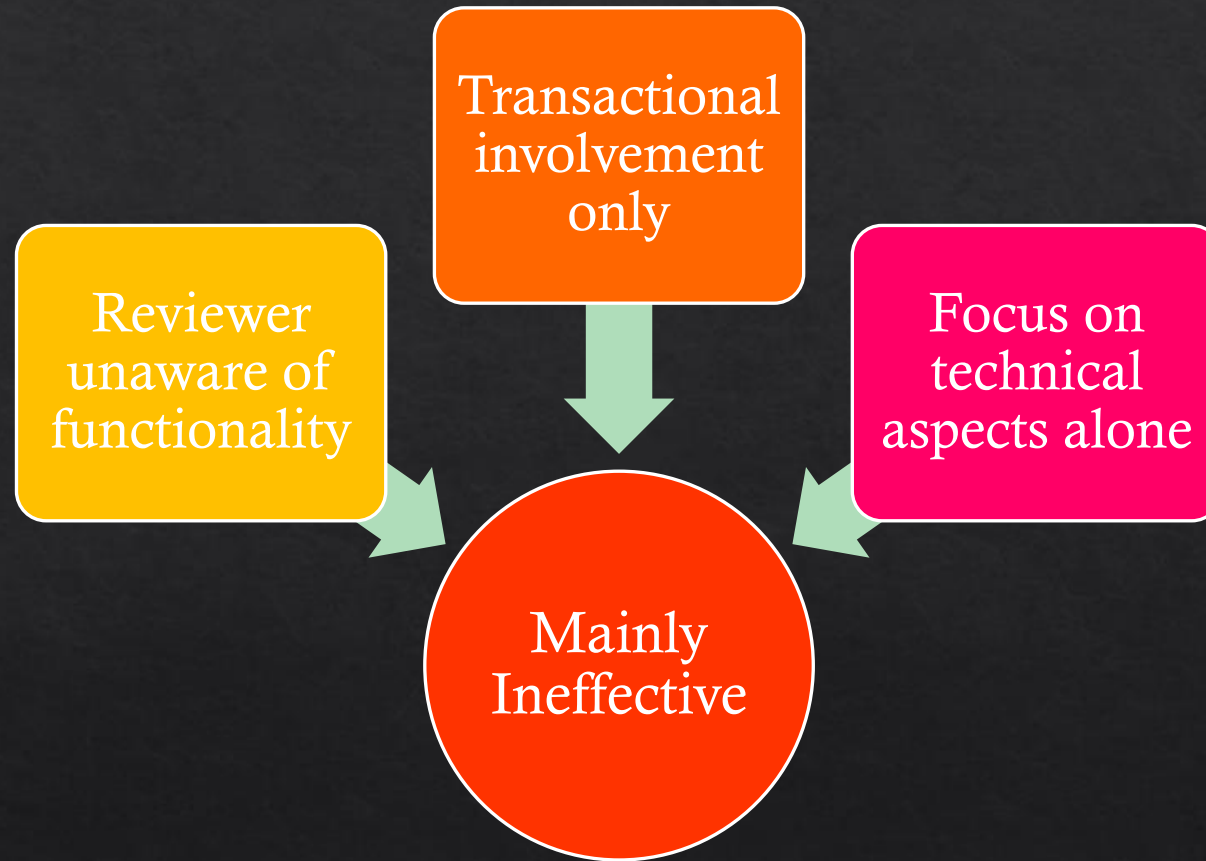 Transactional
involvement
only
Reviewer
unaware of
functionality
Focus on
technical
aspects alone
Mainly
Ineffective